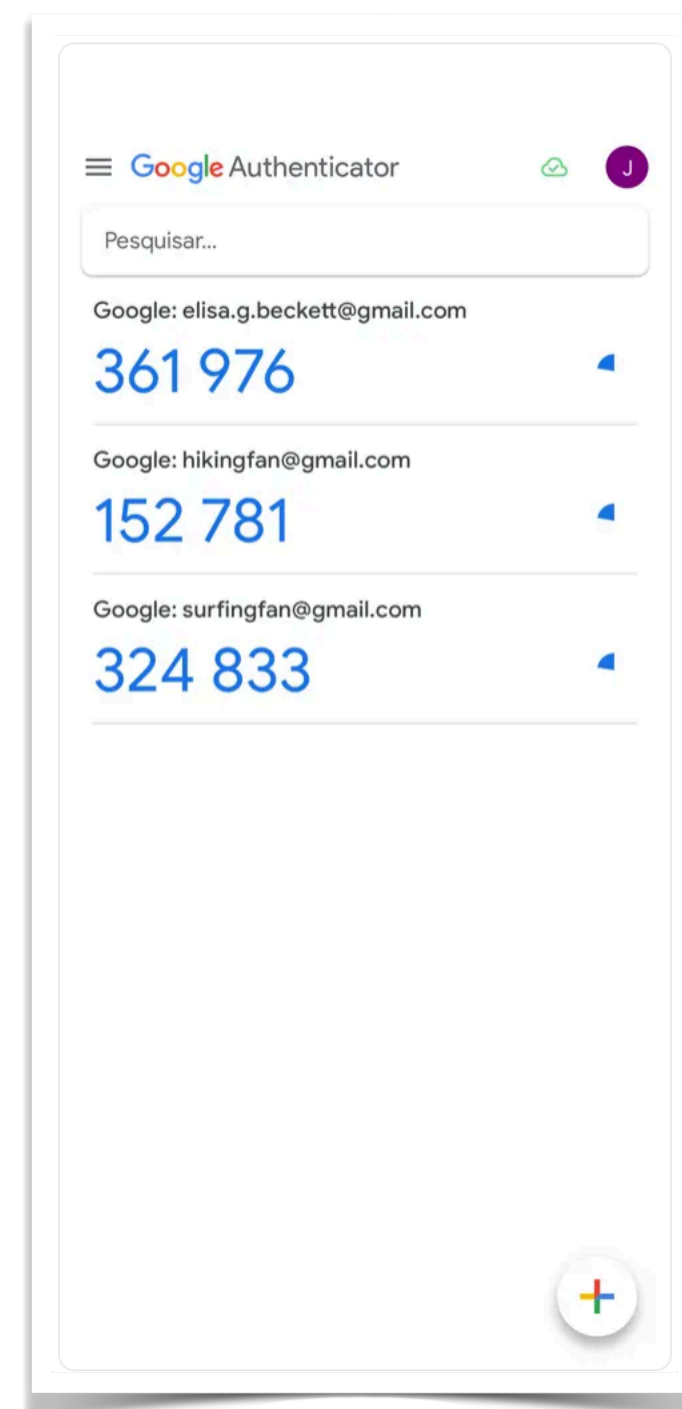 Google Authenticator
J
Pesquisar...
Google: elisa.g.beckett@gmail.com
361 976
Google: hikingfan@gmail.com
152 781
Google: surfingfan@gmail.com
324 833